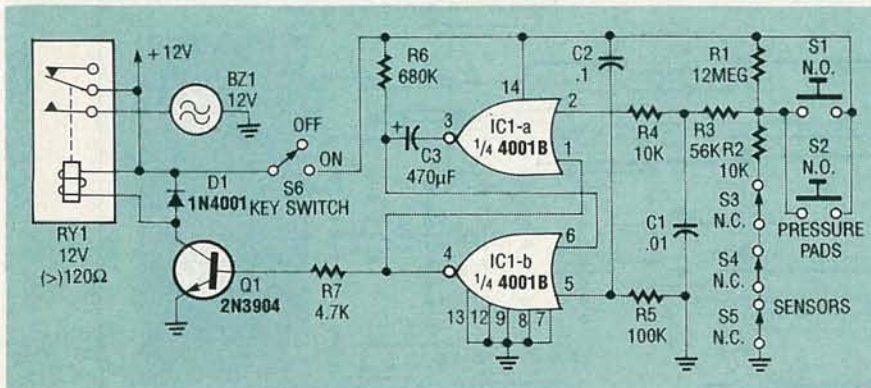 +12V
BZ1
12V
OFF
ON
D1
1N4001
S6
KEY SWITCH
RY1
12V
(>)120Ω
Q1
2N3904
R7
4.7K
R6
680K
14
3
+
C3
470µF
IC1-a
1/4 4001B
2
1
C2
.1
R4
10K
R3
56K
R1
12MEG
R2
10K
S1
N.O.
S2
N.O.
PRESSURE
PADS
C1
.01
4
IC1-b
1/4 4001B
6
5
13 12 9 8 7
R5
100K
S3
N.C.
S4
N.C.
S5
N.C.
SENSORS